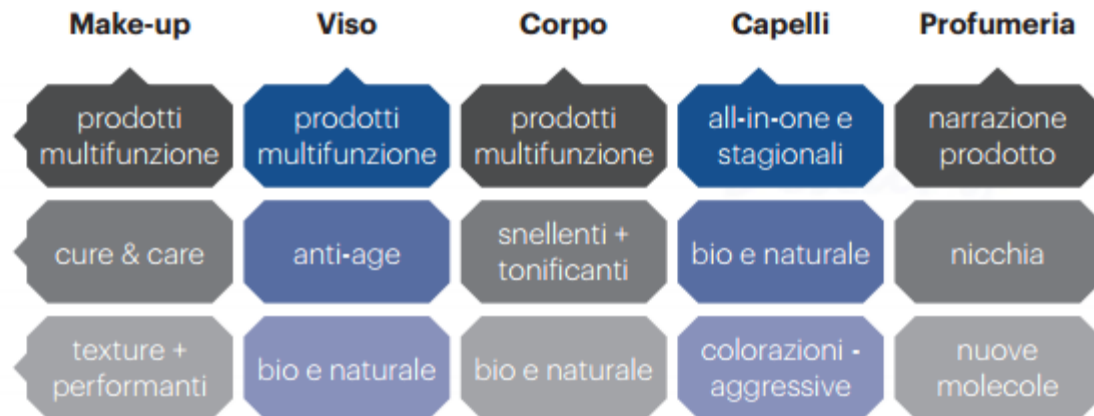 Make-up
Viso
Corpo
Capelli
Profumeria
prodotti
multifunzione
prodotti
multifunzione
prodotti
multifunzione
all-in-one e
stagionali
narrazione
prodotto
cure & care
anti-age
snellenti +
tonificanti
bio e naturale
nicchia
texture +
performanti
bio e naturale
bio e naturale
colorazioni -
aggressive
nuove
molecole